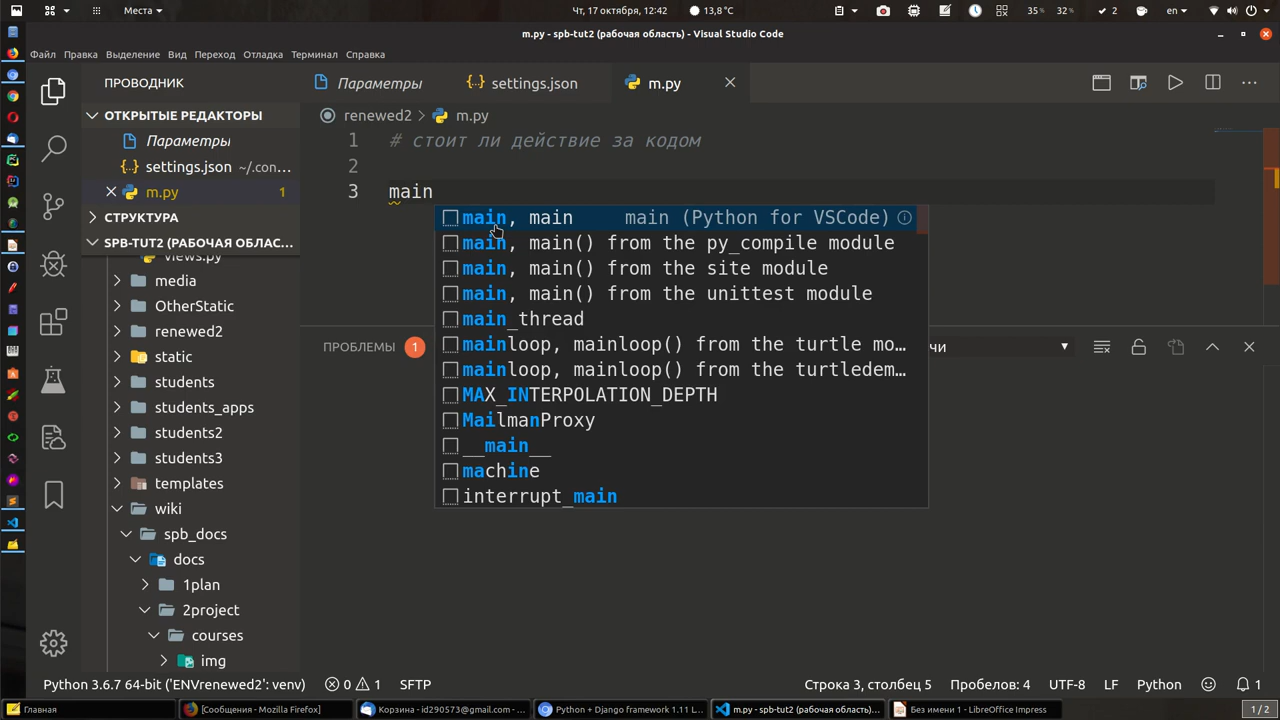 Места
Чт, 17 октября, 12:42
13,8°C
35%
32%
2
en
m.py - spb-tut2 (рабочая область) - Visual Studio Code
Файл Правка Выделение Вид Переход Отладка Терминал Справка
ПРОВОДНИК
Параметры
settings.json
m.py
ОТКРЫТЫЕ РЕДАКТОРЫ
Параметры
settings.json ~/.con...
m.py 1
СТРУКТУРА
SPB-TUT2 (РАБОЧАЯ ОБЛАС...
views.py
media
OtherStatic
renewed2
static
students
students_apps
students2
students3
templates
wiki
spb_docs
docs
1plan
2project
courses
img
renewed2 > m.py
1 # стоит ли действие за кодом
2
3 main
main, main main (Python for VSCode)
main, main() from the py_compile module
main, main() from the site module
main, main() from the unittest module
main_thread
mainloop, mainloop() from the turtle mo...
mainloop, mainloop() from the turtledem...
MAX_INTERPOLATION_DEPTH
MailmanProxy
__main__
machine
interrupt_main
ПРОБЛЕМЫ 1
чи
Python 3.6.7 64-bit ('ENVrenewed2': venv) 0 1 SFTP Строка 3, столбец 5 Пробелов: 4 UTF-8 LF Python 1
Главная
[Сообщения - Mozilla Firefox]
Корзина - id290573@gmail.com - ...
Python + Django framework 1.11 L...
m.py - spb-tut2 (рабочая область)...
Без имени 1 - LibreOffice Impress
1/2